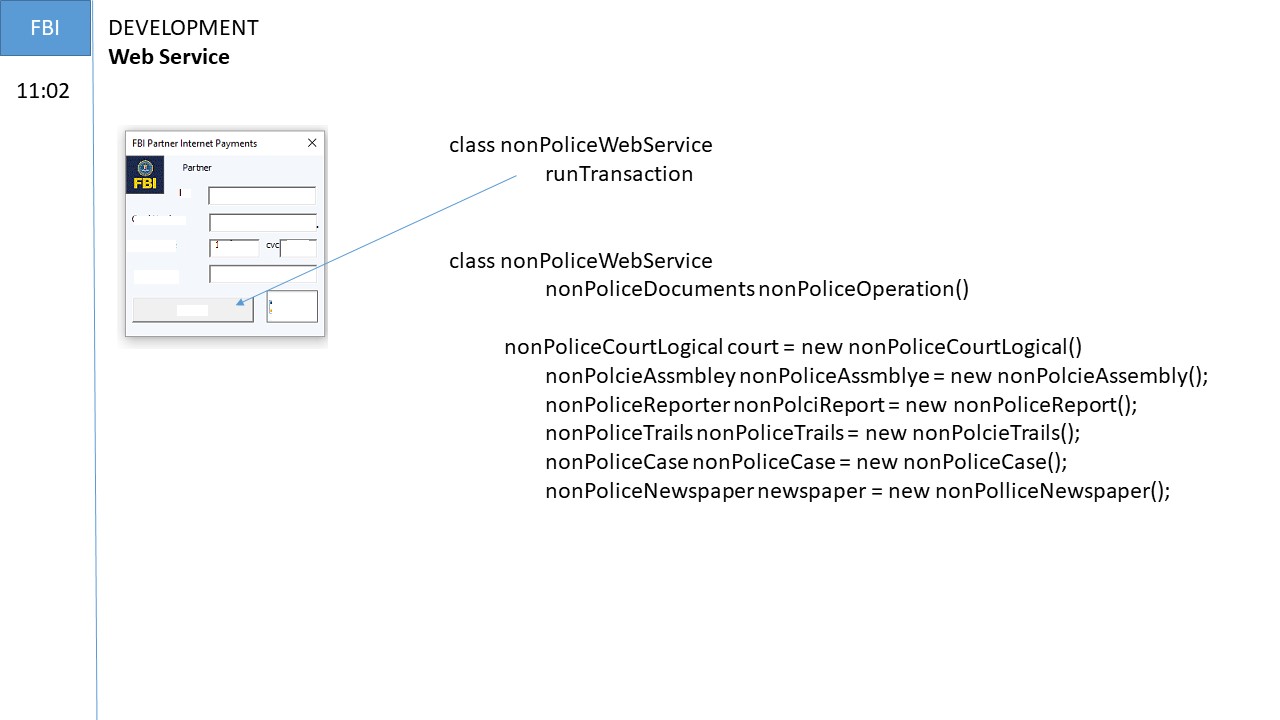 FBI
DEVELOPMENT
Web Service
11:02
FBI Partner Internet Payments
Partner
FBI
cvc
class nonPoliceWebService
runTransaction
class nonPoliceWebService
nonPoliceDocuments nonPoliceOperation()
nonPoliceCourtLogical court = new nonPoliceCourtLogical()
nonPolcieAssmbley nonPoliceAssmblye = new nonPolcieAssembly();
nonPoliceReporter nonPolciReport = new nonPoliceReport();
nonPoliceTrails nonPoliceTrails = new nonPolcieTrails();
nonPoliceCase nonPoliceCase = new nonPoliceCase();
nonPoliceNewspaper newspaper = new nonPolliceNewspaper();